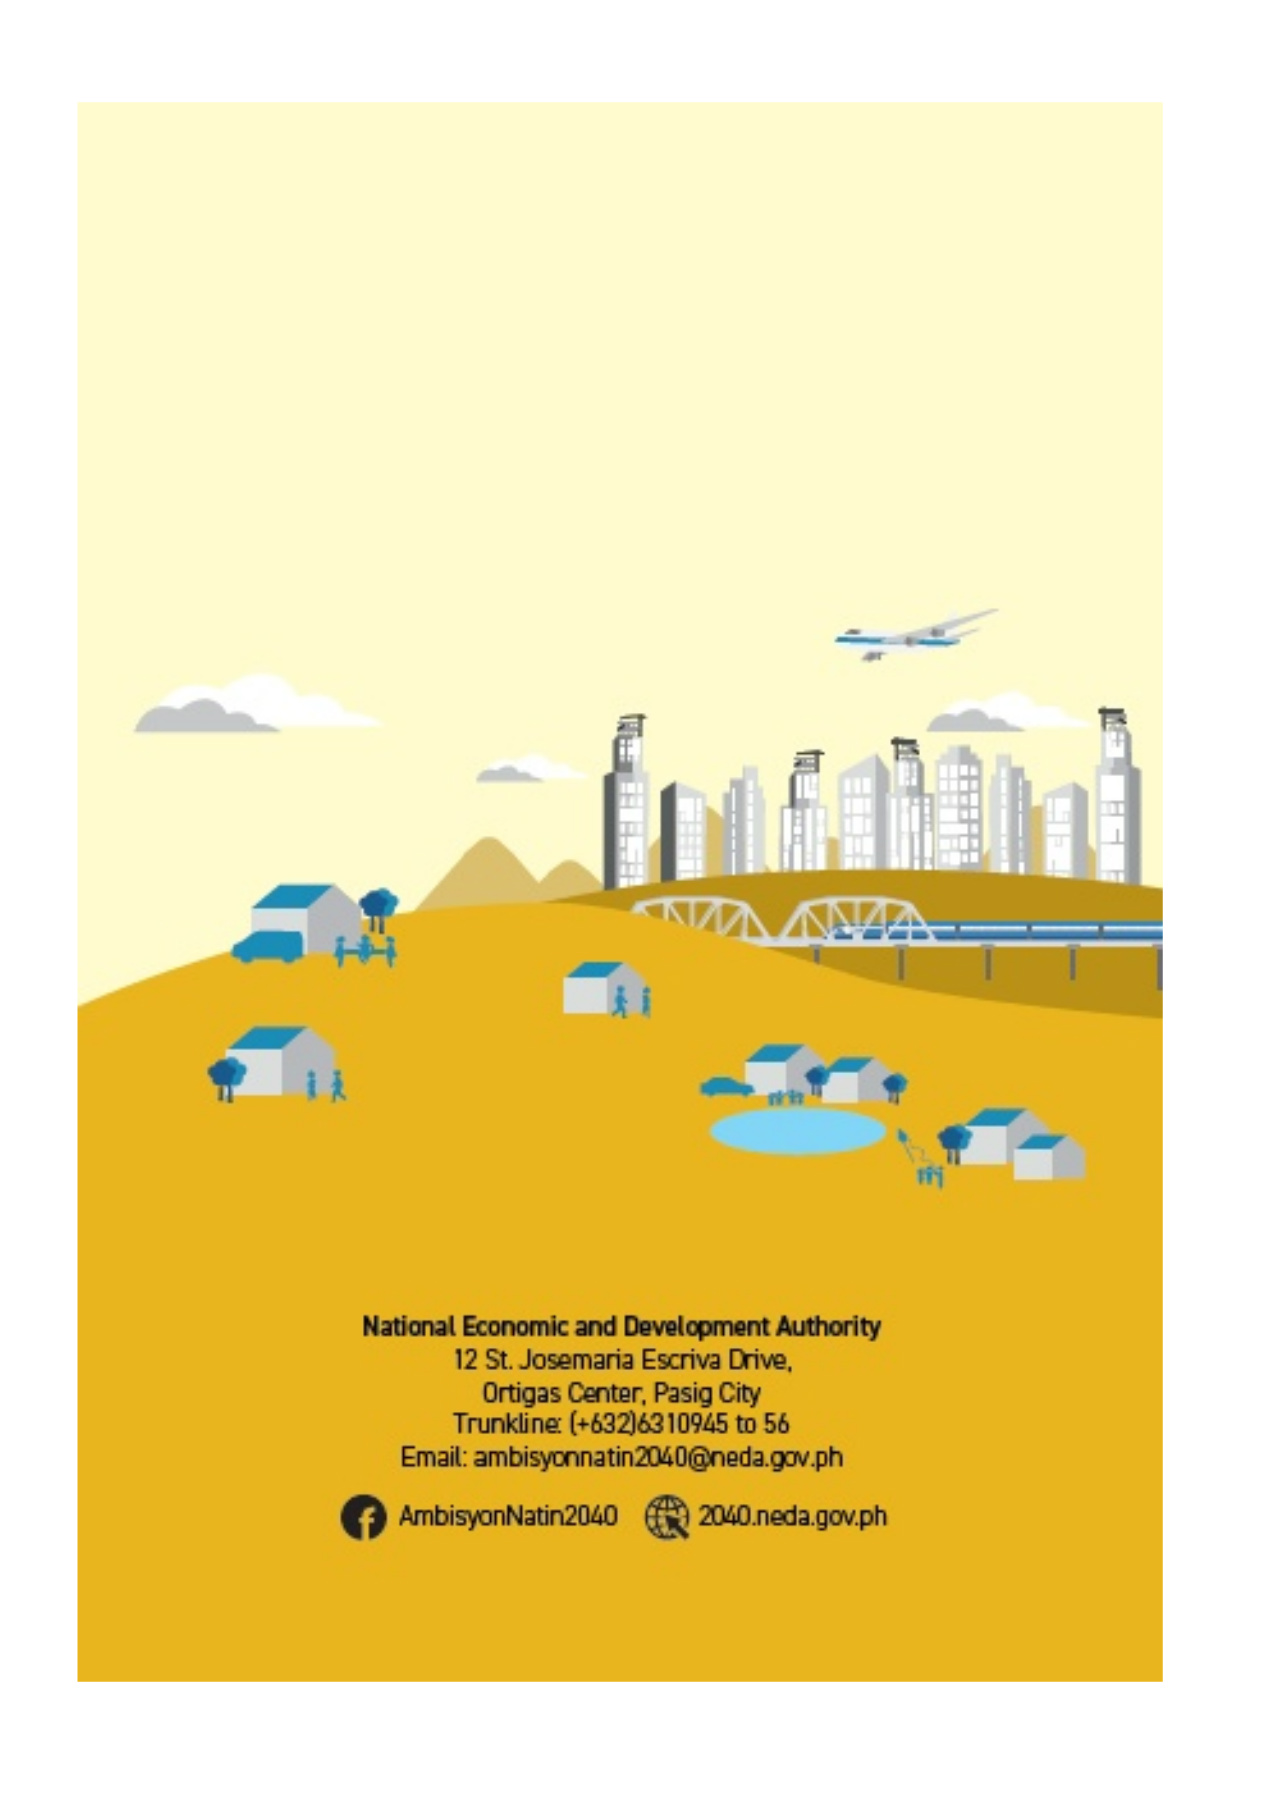 National Economic and Development Authority
12 St. Josemaria Escriva Drive,
Ortigas Center, Pasig City
Trunkline: (+632)6310945 to 56
Email: ambisyonnatin2040@neda.gov.ph
AmbisyonNatin2040 2040.neda.gov.ph